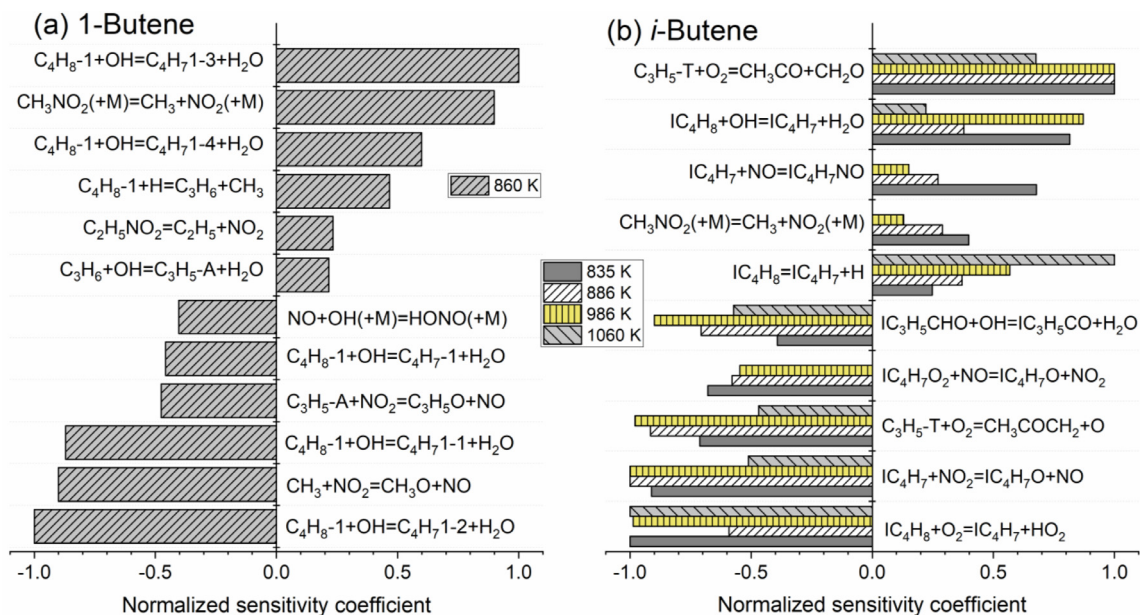 (a) 1-Butene
C₄H₈-1+OH=C₄H₇1-3+H₂O
CH₃NO₂(+M)=CH₃+NO₂(+M)
C₄H₈-1+OH=C₄H₇1-4+H₂O
C₄H₈-1+H=C₃H₆+CH₃
860 K
C₂H₅NO₂=C₂H₅+NO₂
C₃H₆+OH=C₃H₅-A+H₂O
NO+OH(+M)=HONO(+M)
C₄H₈-1+OH=C₄H₇-1+H₂O
C₃H₅-A+NO₂=C₃H₅O+NO
C₄H₈-1+OH=C₄H₇1-1+H₂O
CH₃+NO₂=CH₃O+NO
C₄H₈-1+OH=C₄H₇1-2+H₂O
-1.0 -0.5 0.0 0.5 1.0
Normalized sensitivity coefficient
(b) i-Butene
C₃H₅-T+O₂=CH₃CO+CH₂O
IC₄H₈+OH=IC₄H₇+H₂O
IC₄H₇+NO=IC₄H₇NO
CH₃NO₂(+M)=CH₃+NO₂(+M)
IC₄H₈=IC₄H₇+H
835 K
886 K
986 K
1060 K
IC₃H₅CHO+OH=IC₃H₅CO+H₂O
IC₄H₇O₂+NO=IC₄H₇O+NO₂
C₃H₅-T+O₂=CH₃COCH₂+O
IC₄H₇+NO₂=IC₄H₇O+NO
IC₄H₈+O₂=IC₄H₇+HO₂
-1.0 -0.5 0.0 0.5 1.0
Normalized sensitivity coefficient